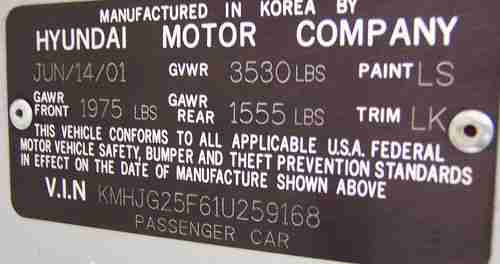 MANUFACTURED IN KOREA BY
HYUNDAI MOTOR COMPANY
JUN/14/01 GVWR 3530 LBS PAINT LS
GAWR FRONT 1975 LBS GAWR REAR 1555 LBS TRIM LK
THIS VEHICLE CONFORMS TO ALL APPLICABLE U.S.A. FEDERAL
MOTOR VEHICLE SAFETY, BUMPER AND THEFT PREVENTION STANDARDS
IN EFFECT ON THE DATE OF MANUFACTURE SHOWN ABOVE
V.I.N KMHJG25F61U259168
PASSENGER CAR